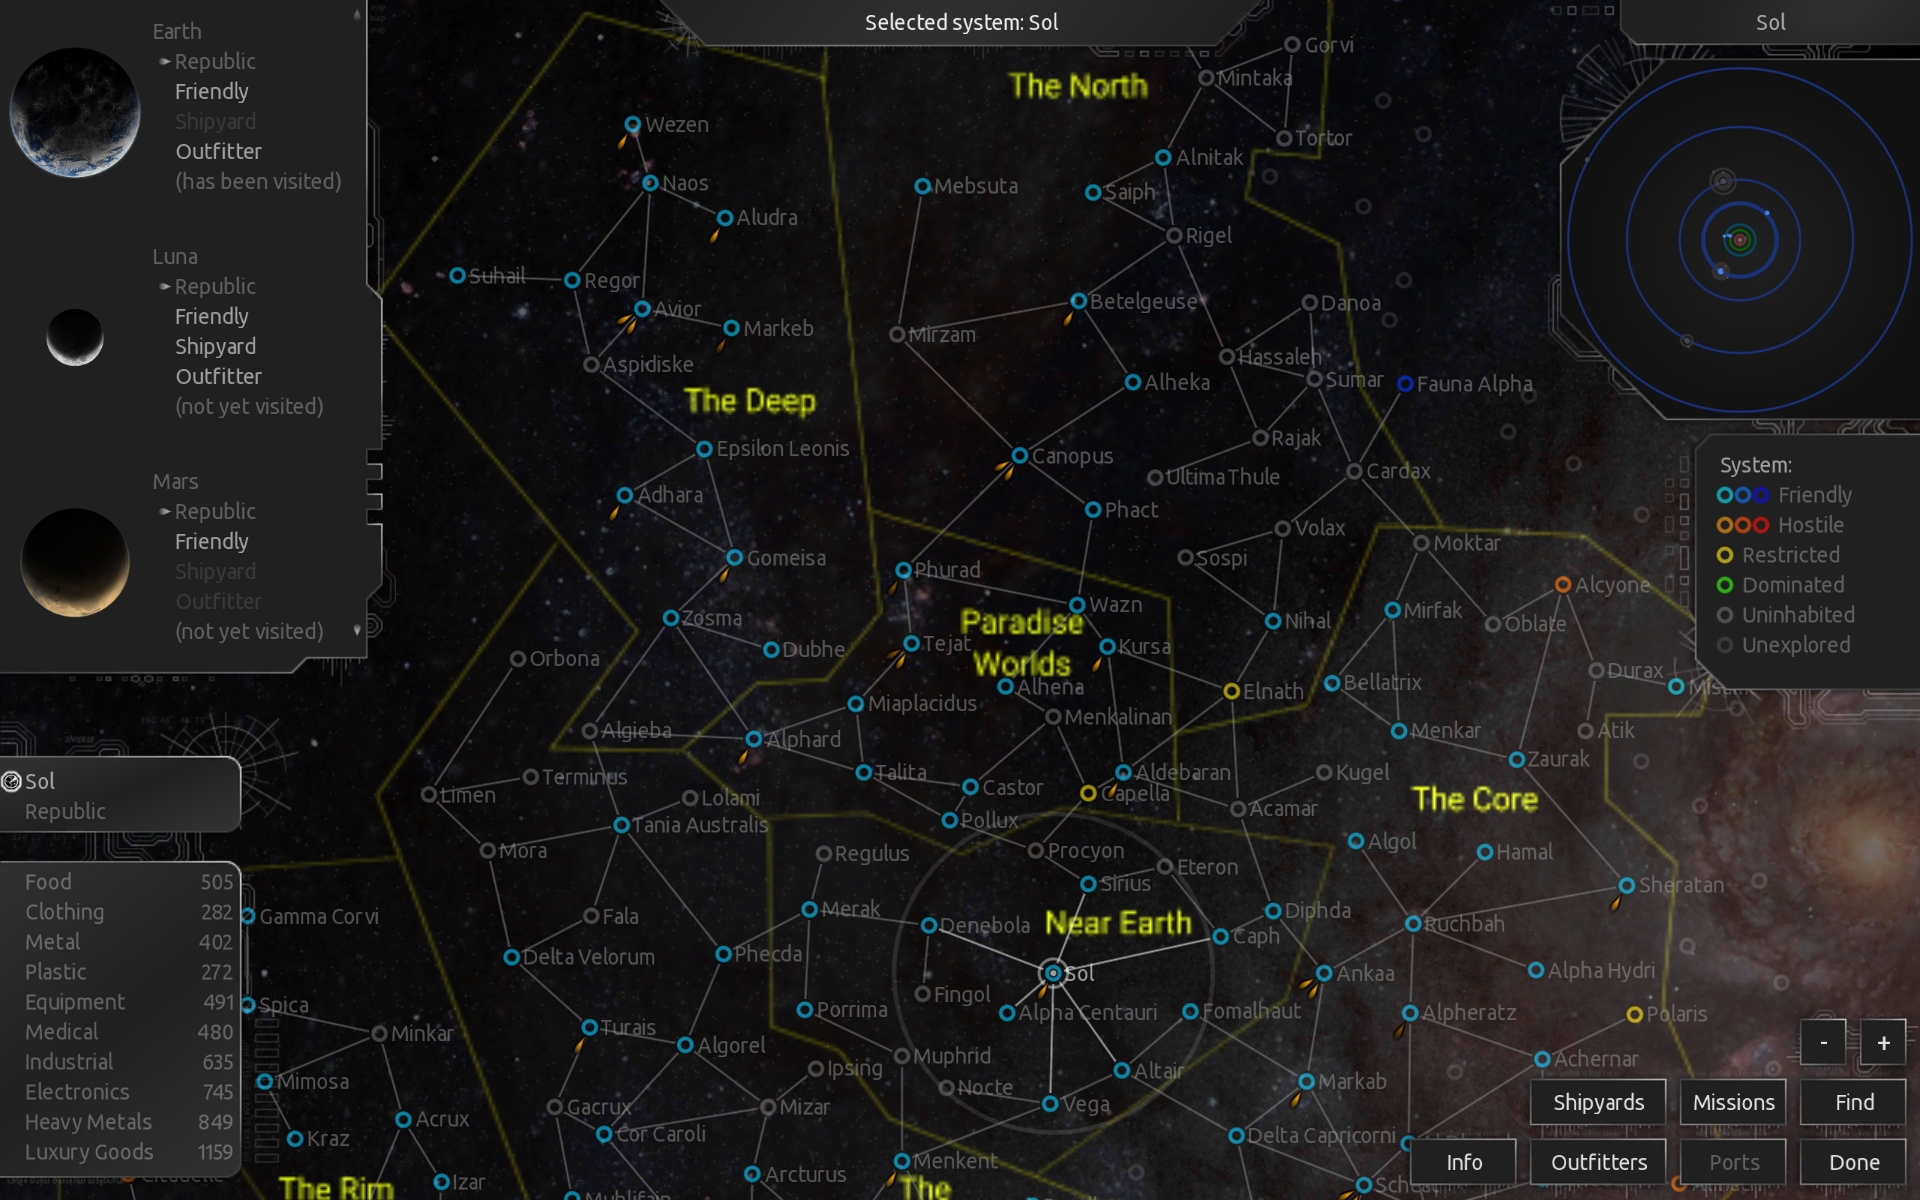 Selected system: Sol
Sol
Earth
Republic
Friendly
Shipyard
Outfitter
(has been visited)
Luna
Republic
Friendly
Shipyard
Outfitter
(not yet visited)
Mars
Republic
Friendly
Shipyard
Outfitter
(not yet visited)
Sol
Republic
Food 505
Clothing 282
Metal 402
Plastic 272
Equipment 491
Medical 480
Industrial 635
Electronics 745
Heavy Metals 849
Luxury Goods 1159
The North
Gorvi
Mintaka
Tortor
Wezen
Alnitak
Naos
Mebsuta
Saiph
Aludra
Rigel
Suhail
Regor
Avior
Betelgeuse
Danoa
Markeb
Mirzam
Hassaleh
Aspidiske
Alheka
Sumar
Fauna Alpha
The Deep
Rajak
Epsilon Leonis
Canopus
Ultima Thule
Cardax
Adhara
Phact
Volax
Moktar
Gomeisa
Sospi
Phurad
Alcyone
Zosma
Wazn
Paradise
Worlds
Nihal
Mirfak
Oblate
Dubhe
Tejat
Kursa
Orbona
Alhena
Elnath
Bellatrix
Durax
Miaplacidus
Menkalinan
Algieba
Alphard
Menkar
Atik
Terminus
Talita
Castor
Aldebaran
Kugel
Zaurak
Limen
Lolami
Capella
Acamar
The Core
Tania Australis
Pollux
Algol
Mora
Regulus
Procyon
Eteron
Hamal
Sirius
Sheratan
Gamma Corvi
Fala
Merak
Denebola
Near Earth
Diphda
Ruchbah
Caph
Delta Velorum
Phecda
Sol
Ankaa
Alpha Hydri
Spica
Fingol
Porrima
Alpha Centauri
Fomalhaut
Alpheratz
Polaris
Minkar
Turais
Algorel
Muphrid
Achernar
Mimosa
Ipsing
Nocte
Altair
Markab
Acrux
Gacrux
Mizar
Vega
Kraz
Cor Caroli
Delta Capricorni
Menkent
Arcturus
Izar
The Rim
The
System:
Friendly
Hostile
Restricted
Dominated
Uninhabited
Unexplored
-
+
Shipyards
Missions
Find
Info
Outfitters
Ports
Done